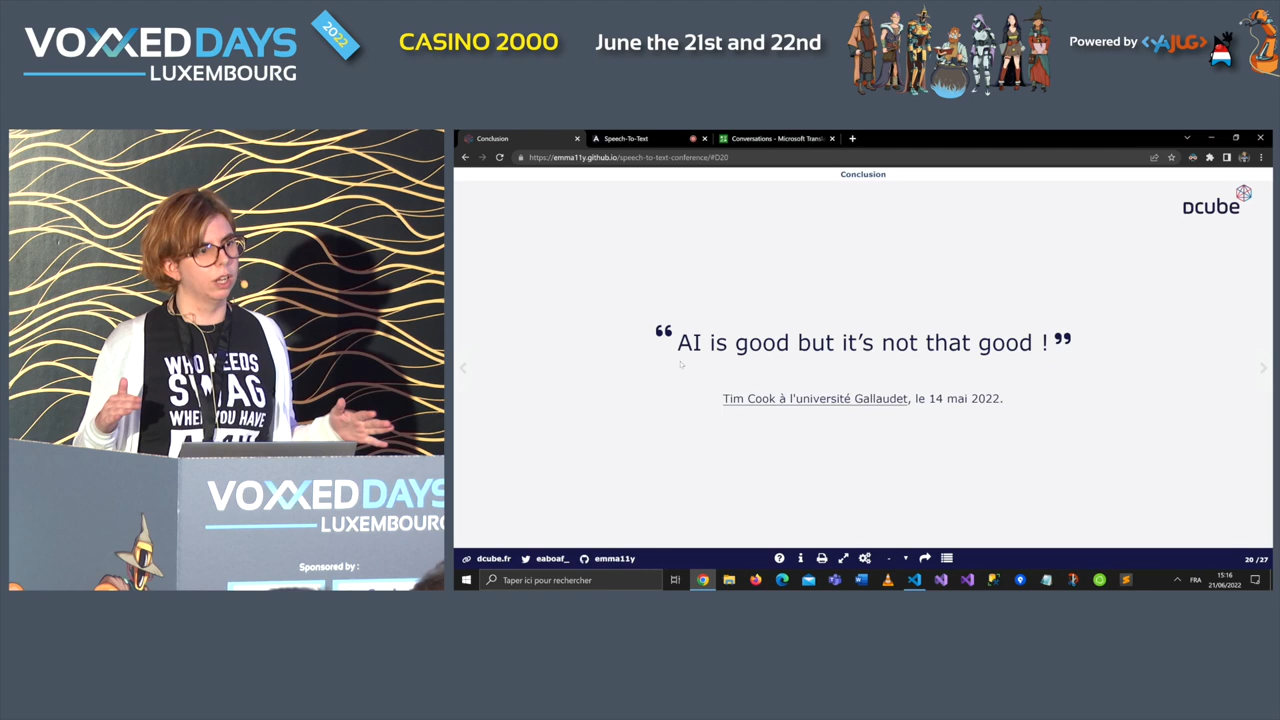 VOXXED DAYS
LUXEMBOURG
2022
CASINO 2000
June the 21st and 22nd
Powered by <YAJUG>
WHO NEEDS
SWAG
WHEN YOU HAVE
VOXXED DAYS
LUXEMBOURG
Sponsored by :
Conclusion
Speech-To-Text
Conversations - Microsoft Transl
https://emma11y.github.io/speech-to-text-conference/#D20
Conclusion
Dcube
“ AI is good but it’s not that good ! ”
Tim Cook à l'université Gallaudet, le 14 mai 2022.
dcube.fr eaboaf_ emma11y
20 /27
Taper ici pour rechercher
FRA
15:16
21/06/2022